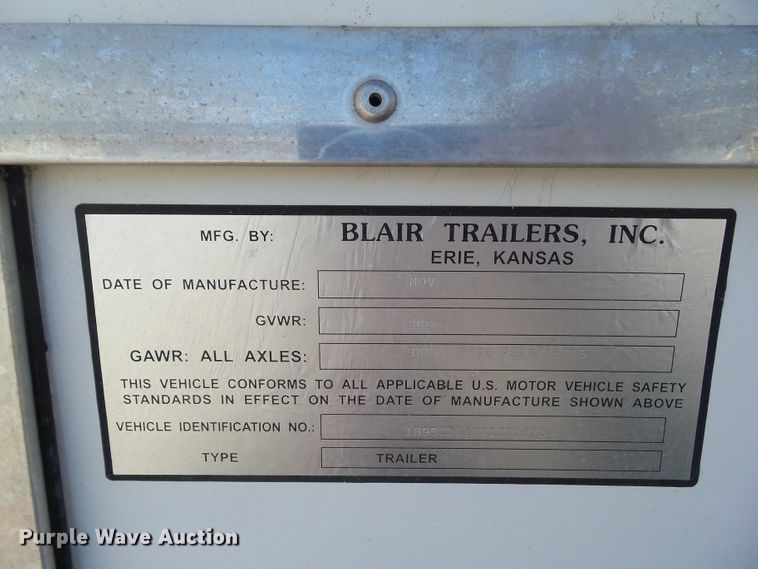 MFG. BY: BLAIR TRAILERS, INC.
ERIE, KANSAS
DATE OF MANUFACTURE: NOV
GVWR:
GAWR: ALL AXLES:
THIS VEHICLE CONFORMS TO ALL APPLICABLE U.S. MOTOR VEHICLE SAFETY
STANDARDS IN EFFECT ON THE DATE OF MANUFACTURE SHOWN ABOVE
VEHICLE IDENTIFICATION NO.:
TYPE TRAILER
Purple Wave Auction